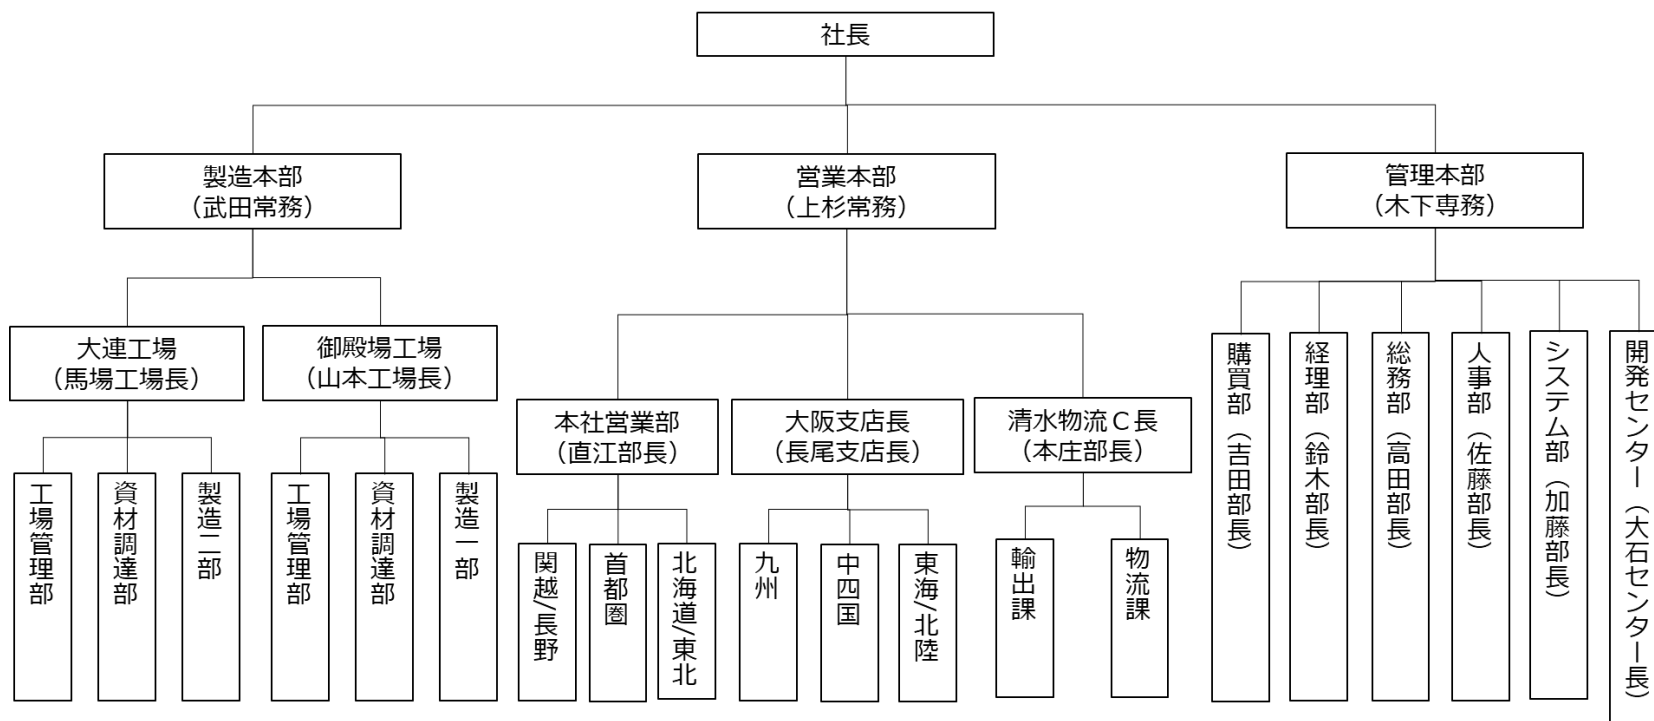 社長
製造本部
（武田常務）
営業本部
（上杉常務）
管理本部
（木下専務）
大連工場
（馬場工場長）
御殿場工場
（山本工場長）
本社営業部
（直江部長）
大阪支店長
（長尾支店長）
清水物流Ｃ長
（本庄部長）
工場管理部
資材調達部
製造二部
工場管理部
資材調達部
製造一部
関越/長野
首都圏
北海道/東北
九州
中四国
東海/北陸
輸出課
物流課
購買部（吉田部長）
経理部（鈴木部長）
総務部（高田部長）
人事部（佐藤部長）
システム部（加藤部長）
開発センター（大石センター長）